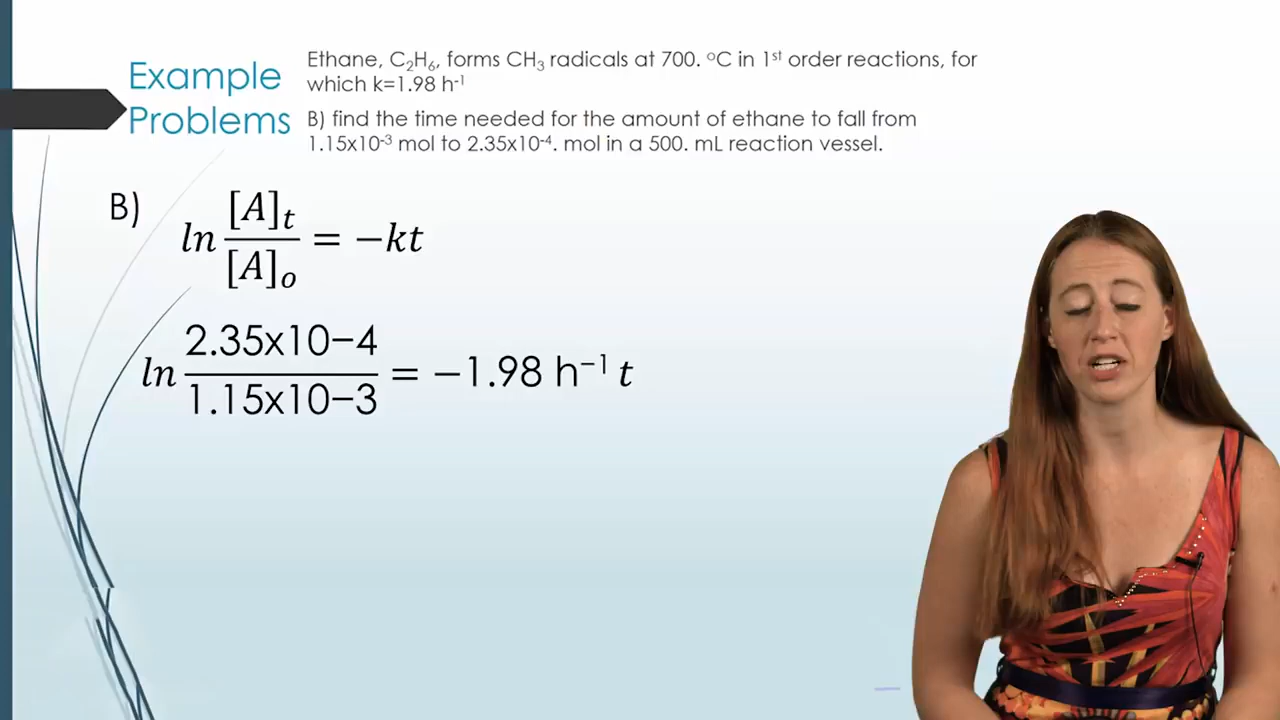 Example
Problems
Ethane, C₂H₆, forms CH₃ radicals at 700. ᵒC in 1ˢᵗ order reactions, for
which k=1.98 h⁻¹
B) find the time needed for the amount of ethane to fall from
1.15x10⁻³ mol to 2.35x10⁻⁴. mol in a 500. mL reaction vessel.
B)
ln [A]t / [A]o = −kt
ln 2.35x10−4 / 1.15x10−3 = −1.98 h⁻¹ t